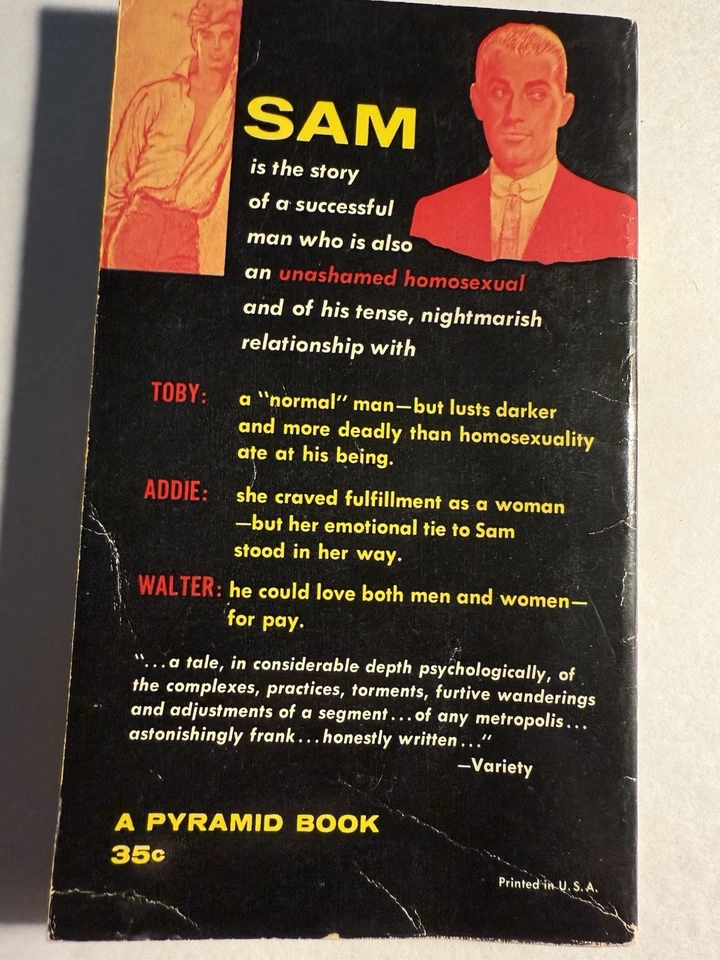 SAM
is the story
of a successful
man who is also
an unashamed homosexual
and of his tense, nightmarish
relationship with
TOBY: a "normal" man—but lusts darker
and more deadly than homosexuality
ate at his being.
ADDIE: she craved fulfillment as a woman
—but her emotional tie to Sam
stood in her way.
WALTER: he could love both men and women—
for pay.
"...a tale, in considerable depth psychologically, of
the complexes, practices, torments, furtive wanderings
and adjustments of a segment...of any metropolis...
astonishingly frank...honestly written..."
—Variety
A PYRAMID BOOK
35c
Printed in U. S. A.